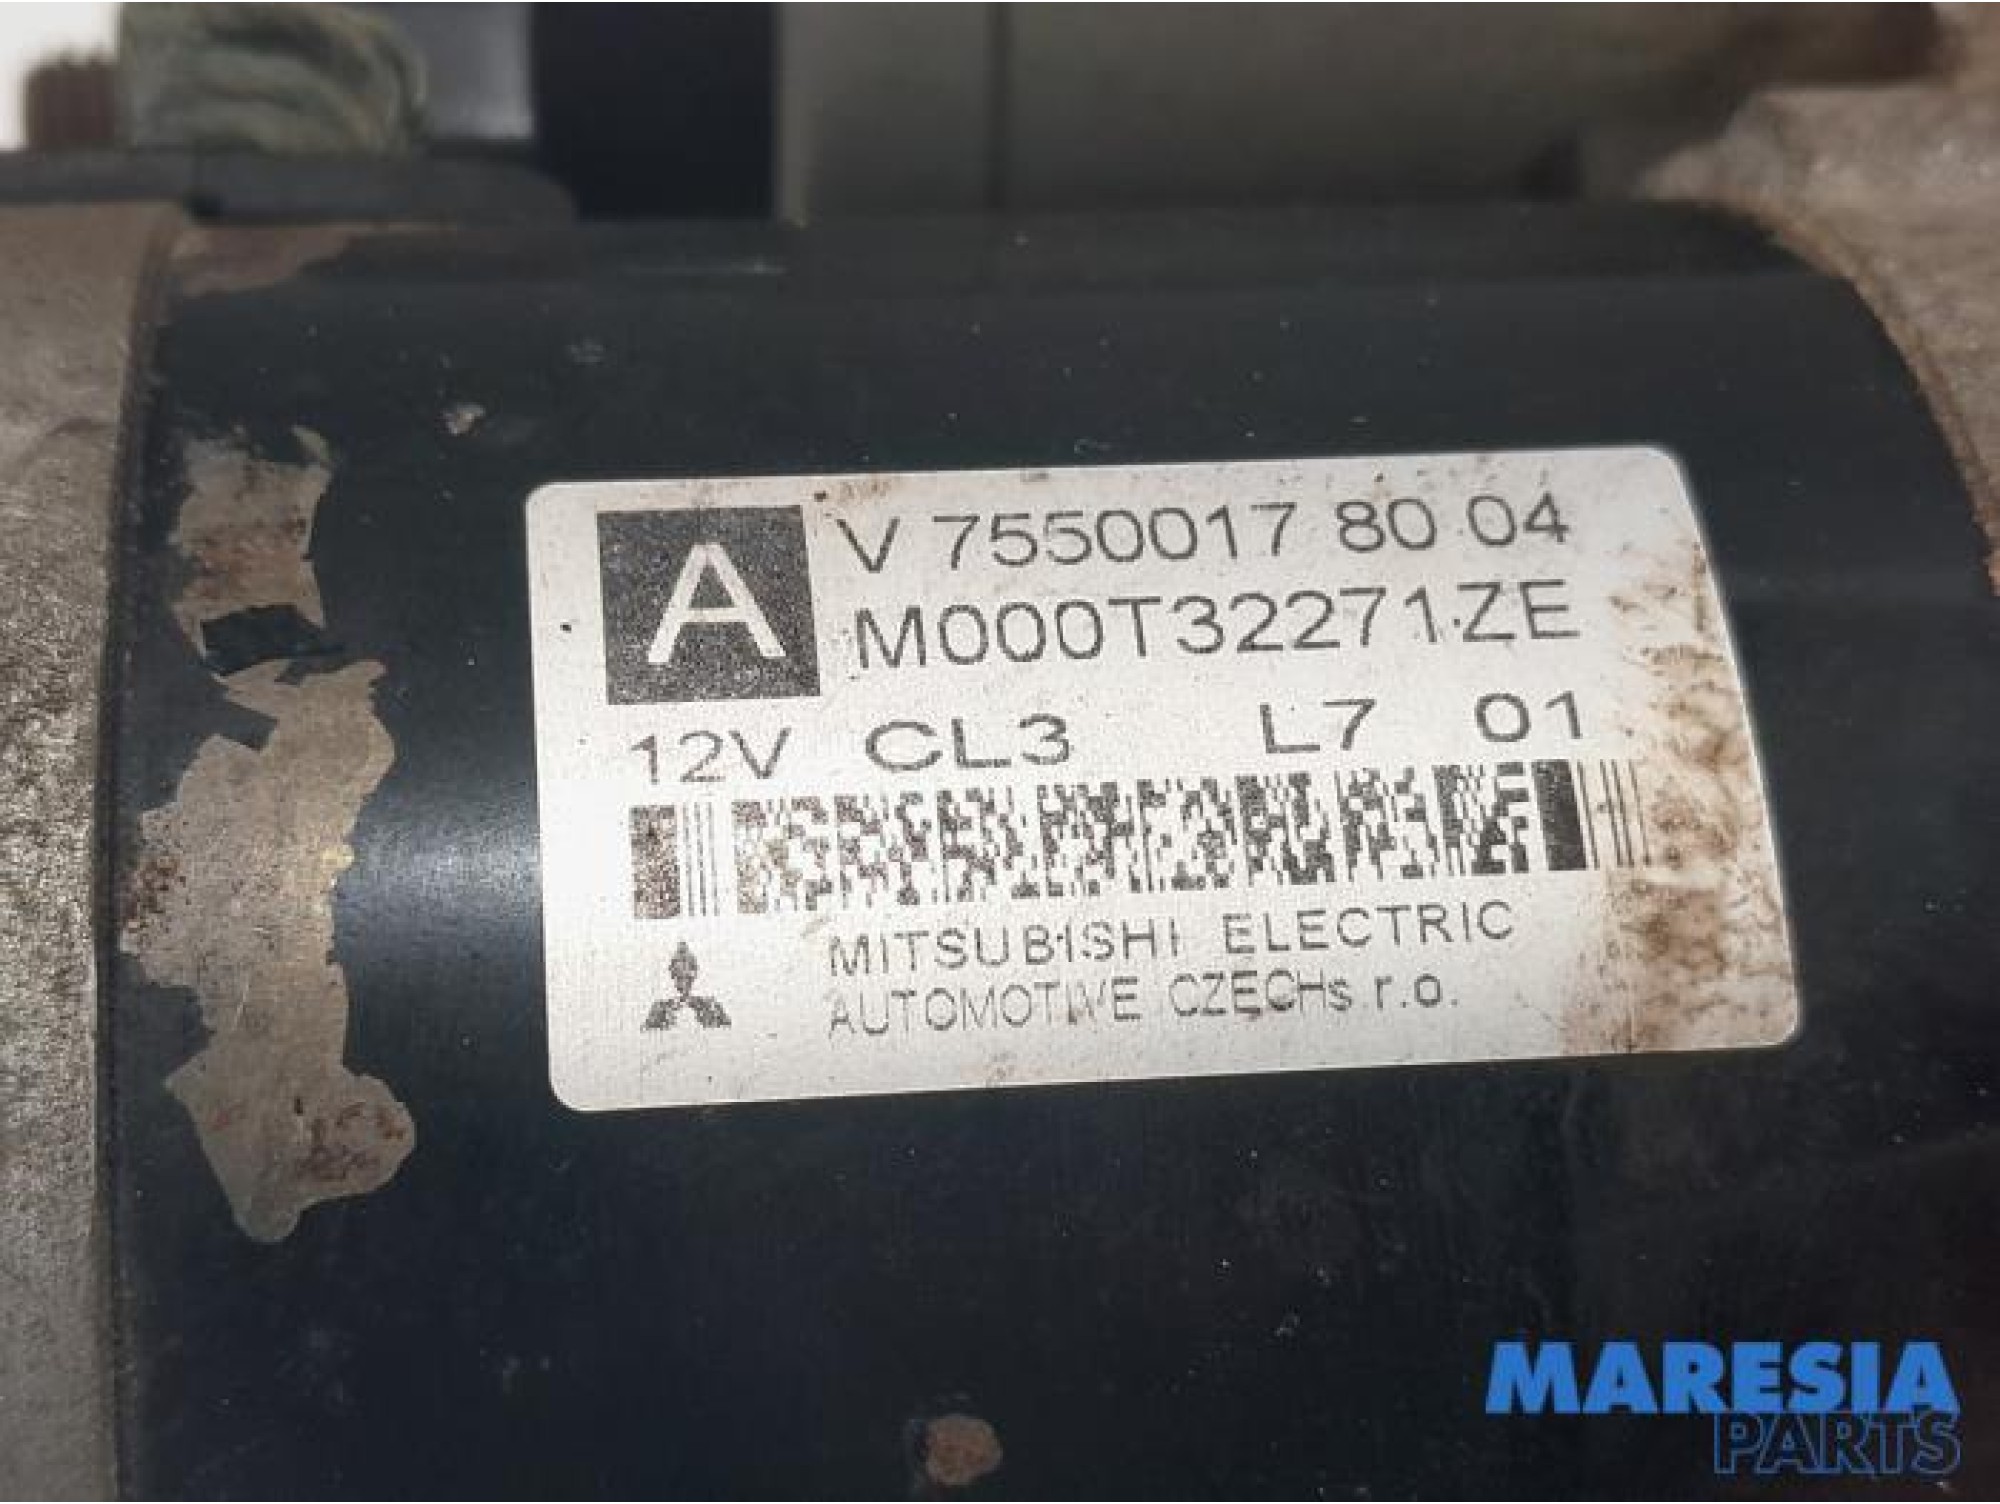 A
V 7550017 80 04
M000T32271ZE
12V CL3 L7 01
MITSUBISHI ELECTRIC
AUTOMOTIVE CZECHs.r.o.
MARESIA
PARTS